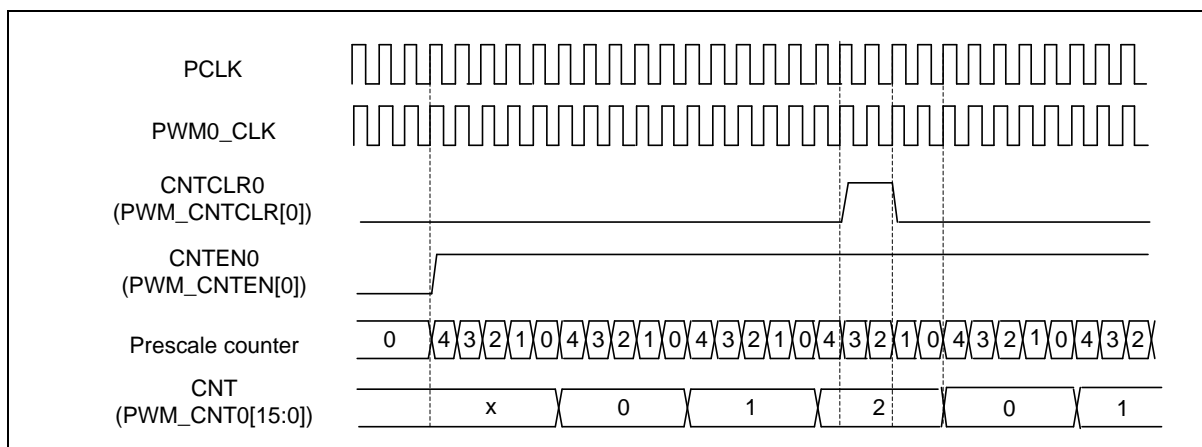 PCLK
PWM0_CLK
CNTCLR0
(PWM_CNTCLR[0])
CNTEN0
(PWM_CNTEN[0])
Prescale counter 0 4 3 2 1 0 4 3 2 1 0 4 3 2 1 0 4 3 2 1 0 4 3 2 1 0 4 3 2
CNT
(PWM_CNT0[15:0]) x 0 1 2 0 1